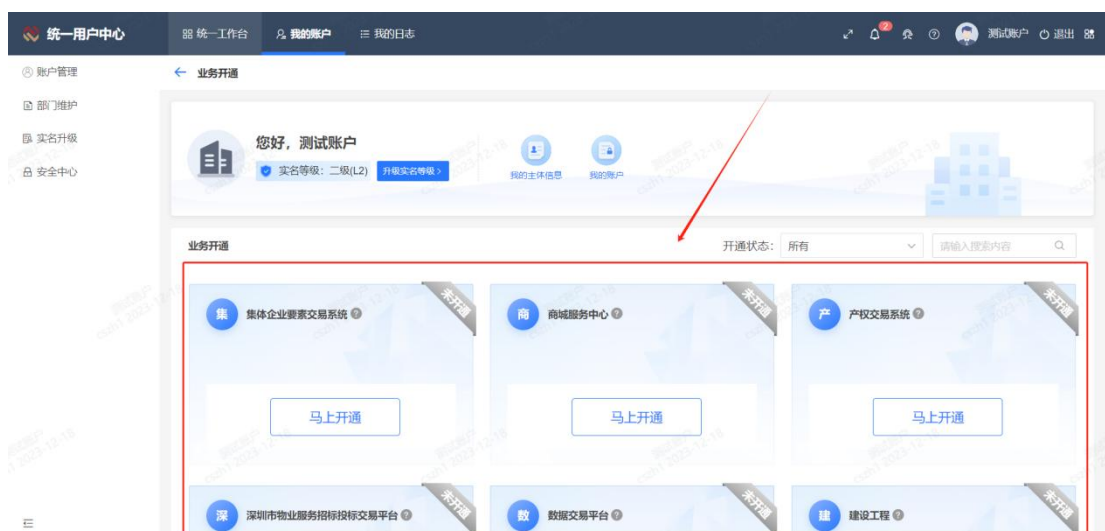 统一用户中心 统一工作台 我的账户 我的日志 2 测试账户 退出
账户管理
部门维护
实名升级
安全中心
业务开通
您好，测试账户
实名等级：二级(L2) 升级实名等级>
我的主体信息 我的账户
业务开通 开通状态： 所有 请输入搜索内容
集 集体企业要素交易系统 未开通
商 商城服务中心 未开通
产 产权交易系统 未开通
马上开通 马上开通 马上开通
深 深圳市物业服务招标投标交易平台 未开通
数 数据交易平台 未开通
建 建设工程 未开通